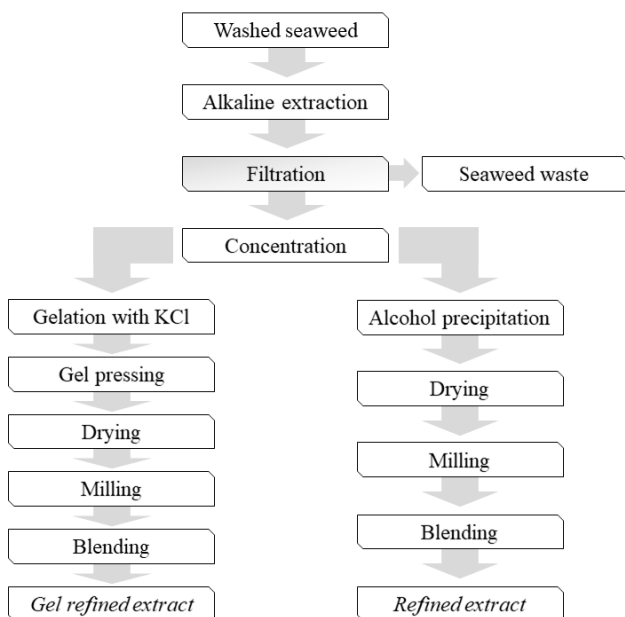 Washed seaweed
Alkaline extraction
Filtration
Seaweed waste
Concentration
Gelation with KCl
Gel pressing
Drying
Milling
Blending
Gel refined extract
Alcohol precipitation
Drying
Milling
Blending
Refined extract